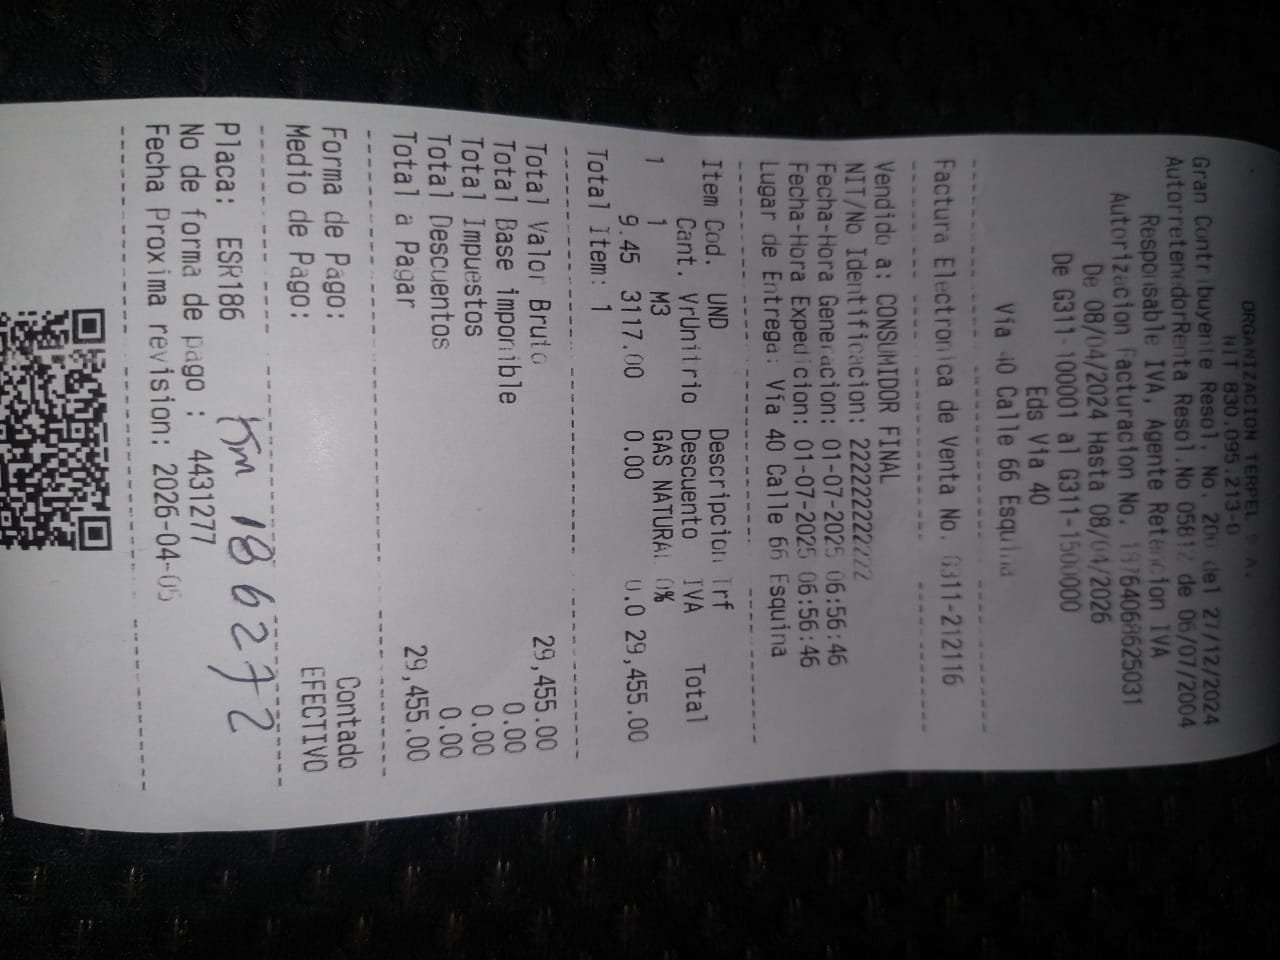 ORGANIZACION TERPEL S A.
NIT 830.095.213-0
Gran Contribuyente Resol. No. 200 del 27/12/2024
AutorretenedorRenta Resol.No 05812 de 06/07/2004
Responsable IVA, Agente Retencion IVA
Autorizacion Facturacion No.
De 08/04/2024 Hasta 08/04/2026
De G311-100001 al G311-1500000
Eds Via 40
Via 40 Calle 66 Esquina
Factura Electronica de Venta No. G311-212116
Vendido a: CONSUMIDOR FINAL
NIT/No Identificacion: 222222222222
Fecha-Hora Generacion: 01-07-2025 06:56:46
Fecha-Hora Expedicion: 01-07-2025 06:56:46
Lugar de Entrega: Via 40 Calle 66 Esquina
Item Cod. UND Descripcion Trf
Cant. VrUnitrio Descuento IVA Total
1 1 M3 GAS NATURAL 0%
9.45 3117.00 0.00 0.0 29,455.00
Total Item: 1
Total Valor Bruto 29,455.00
Total Base imponible 0.00
Total Impuestos 0.00
Total Descuentos 0.00
Total a Pagar 29,455.00
Forma de Pago: Contado
Medio de Pago: EFECTIVO
Placa: ESR186
Km 186272
No de forma de pago : 4431277
Fecha Proxima revision: 2026-04-05